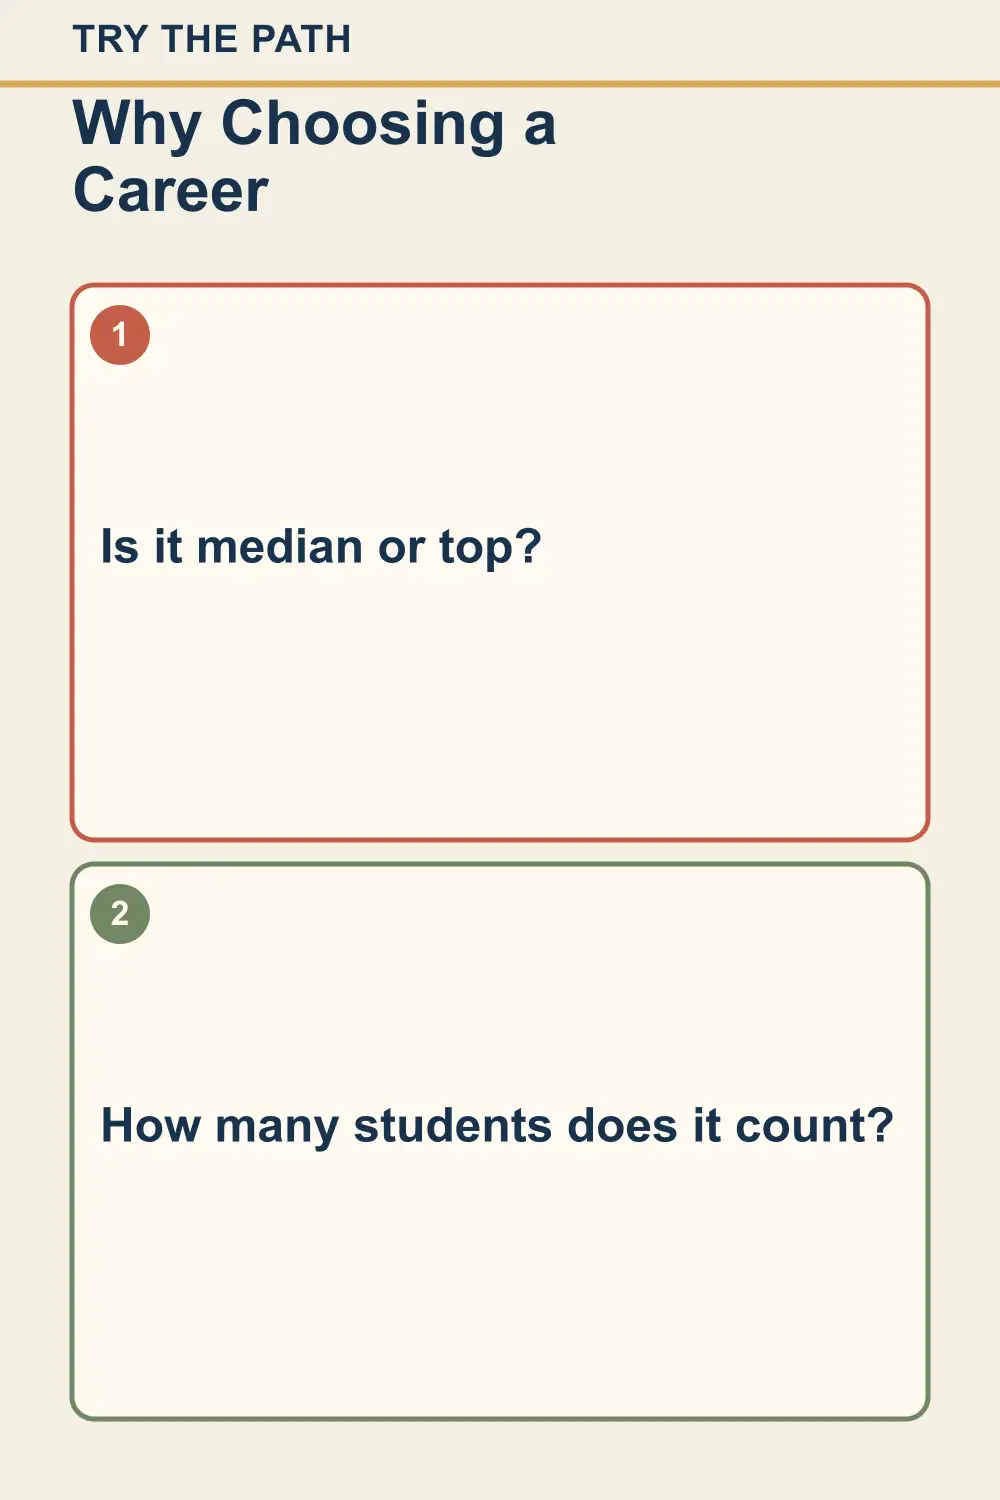 TRY THE PATH
Why Choosing a
Career
1
Is it median or top?
2
How many students does it count?